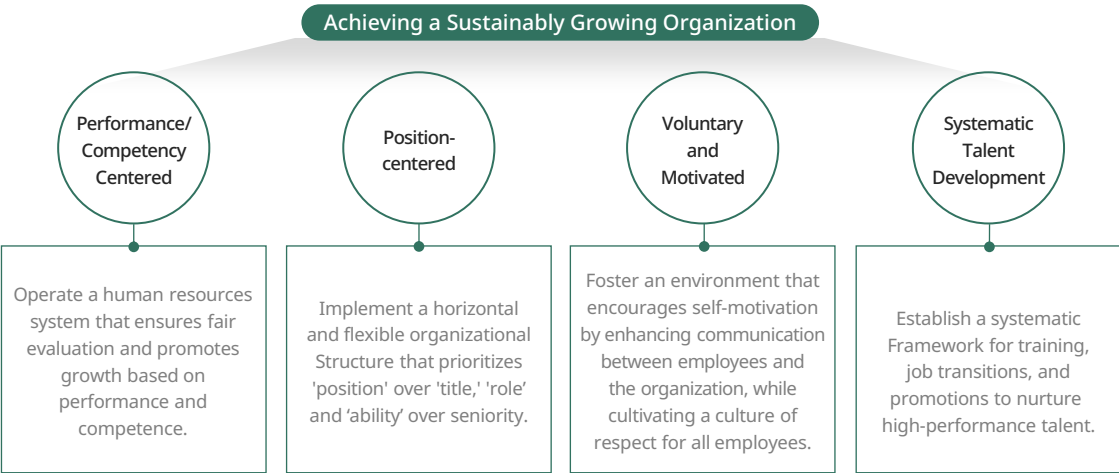 Achieving a Sustainably Growing Organization
Performance/
Competency
Centered
Position-
centered
Voluntary
and
Motivated
Systematic
Talent
Development
Operate a human resources
system that ensures fair
evaluation and promotes
growth based on
performance and
competence.
Implement a horizontal
and flexible organizational
Structure that prioritizes
'position' over 'title,' 'role’
and ‘ability’ over seniority.
Foster an environment that
encourages self-motivation
by enhancing communication
between employees and
the organization, while
cultivating a culture of
respect for all employees.
Establish a systematic
Framework for training,
job transitions, and
promotions to nurture
high-performance talent.